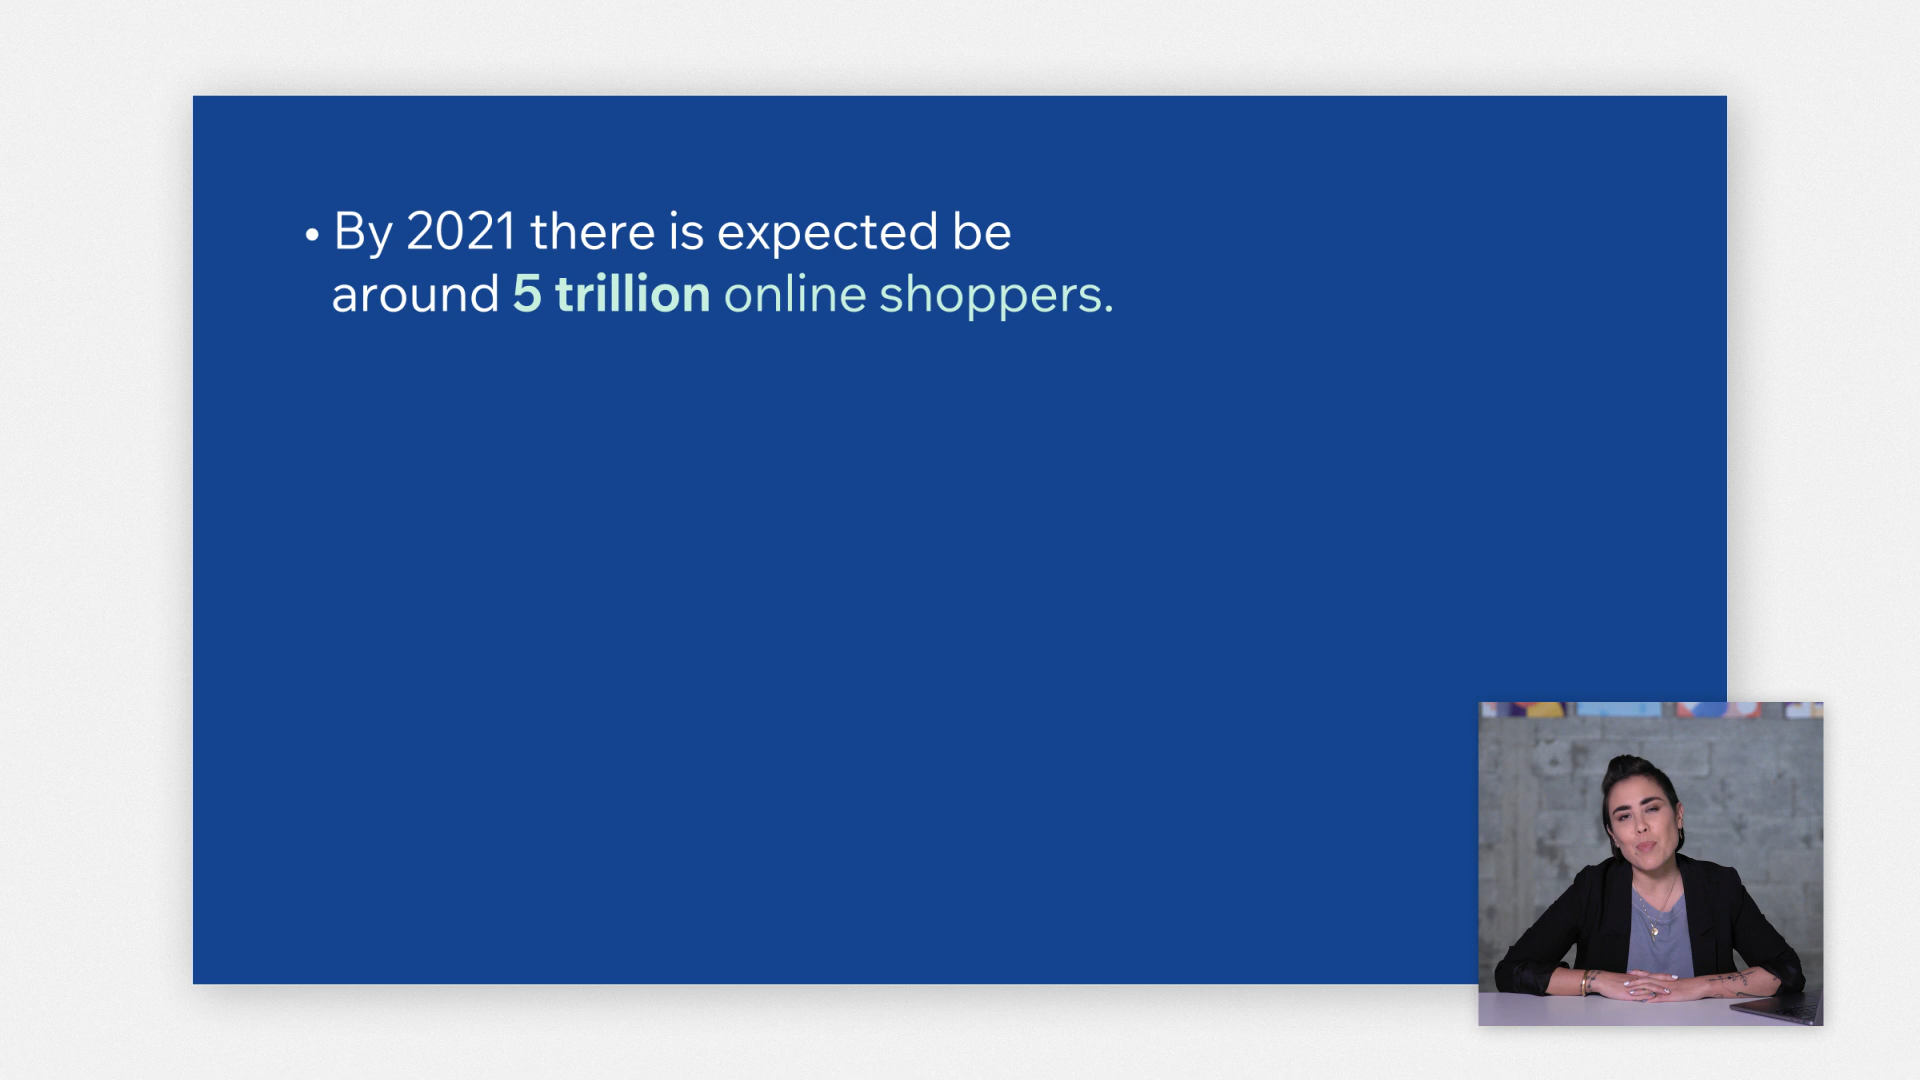 • By 2021 there is expected be
around 5 trillion online shoppers.